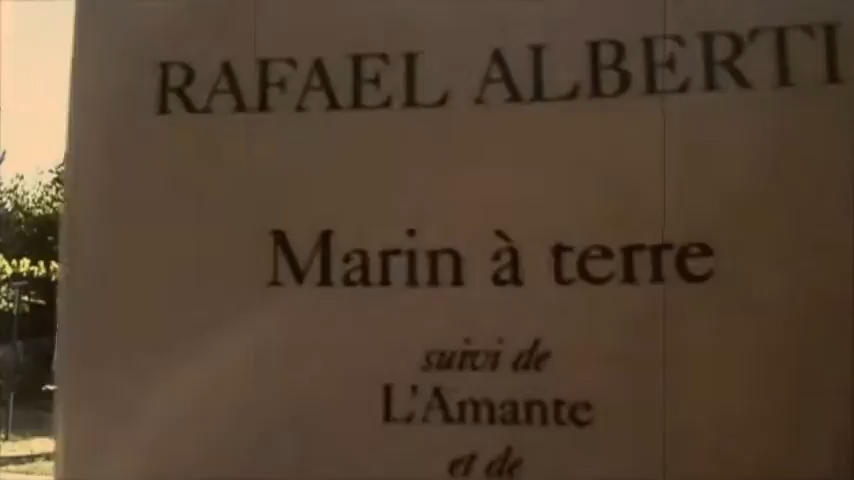 RAFAEL ALBERTI
Marin à terre
suivi de
L'Amante
et de